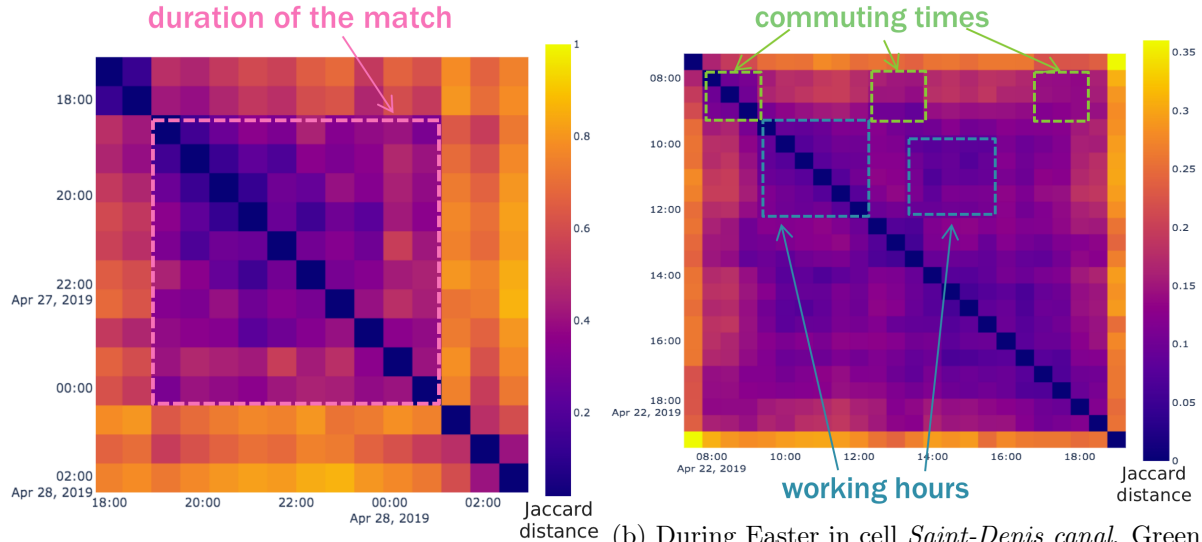 duration of the match
18:00
20:00
22:00
Apr 27, 2019
00:00
02:00
Apr 28, 2019
18:00
20:00
22:00
00:00
Apr 28, 2019
02:00
1
0.8
0.6
0.4
0.2
Jaccard
distance
commuting times
08:00
10:00
12:00
14:00
16:00
18:00
Apr 22, 2019
08:00
Apr 22, 2019
10:00
12:00
14:00
16:00
18:00
working hours
0.35
0.30
0.25
0.20
0.15
0.1
0.05
0
Jaccard
distance
(b) During Easter in cell Saint-Denis canal. Green